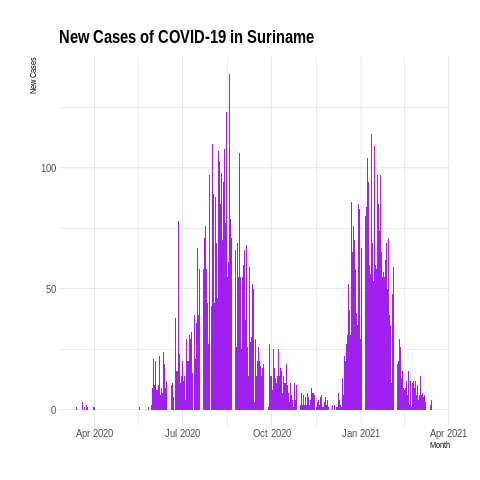 New Cases of COVID-19 in Suriname
New Cases
100
50
0
Apr 2020
Jul 2020
Oct 2020
Jan 2021
Apr 2021
Month